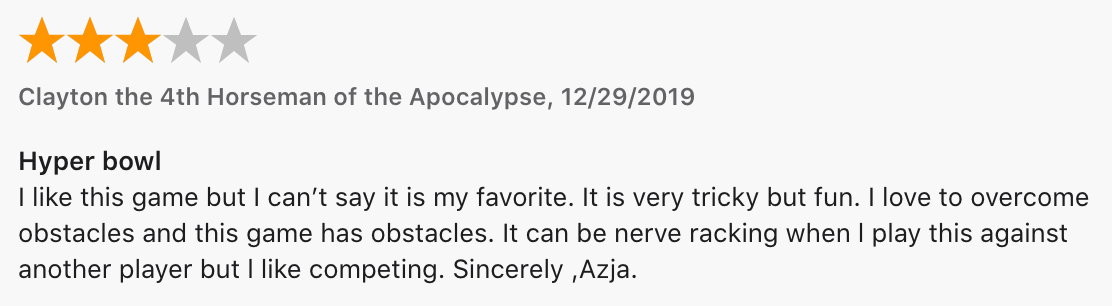 Clayton the 4th Horseman of the Apocalypse, 12/29/2019
Hyper bowl
I like this game but I can’t say it is my favorite. It is very tricky but fun. I love to overcome
obstacles and this game has obstacles. It can be nerve racking when I play this against
another player but I like competing. Sincerely ,Azja.